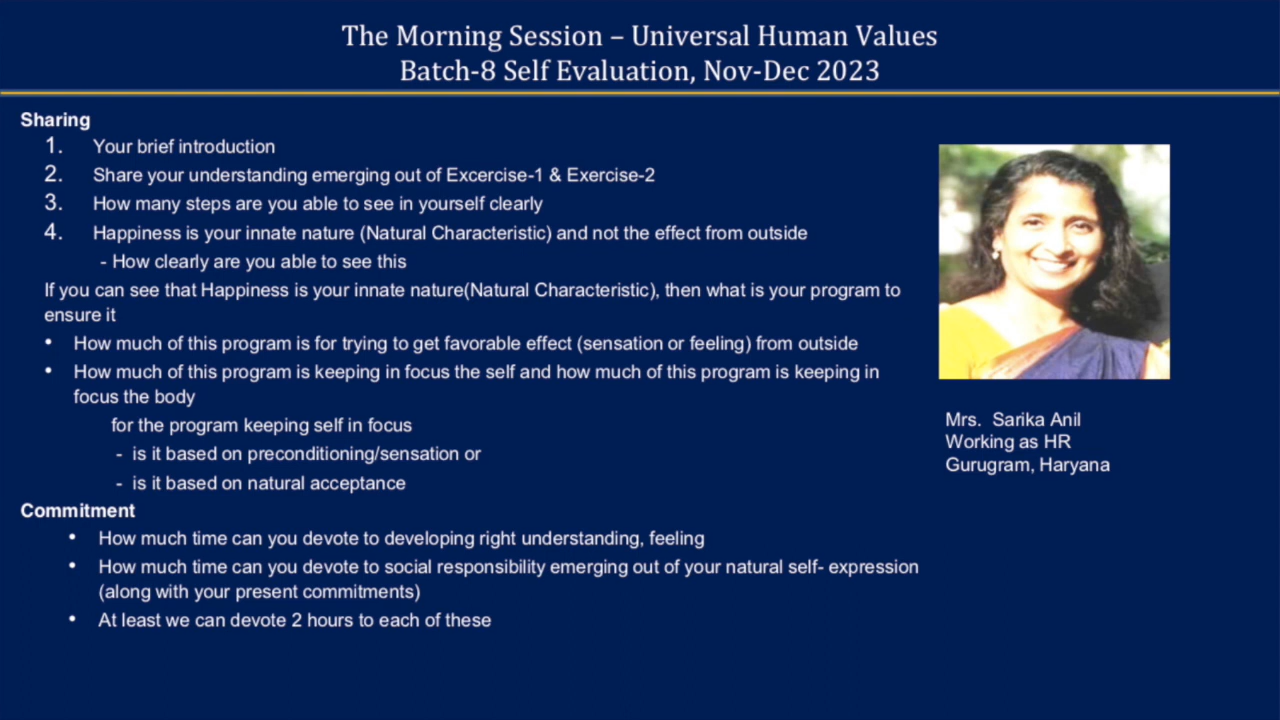 The Morning Session – Universal Human Values
Batch-8 Self Evaluation, Nov-Dec 2023
Sharing
1. Your brief introduction
2. Share your understanding emerging out of Excercise-1 & Exercise-2
3. How many steps are you able to see in yourself clearly
4. Happiness is your innate nature (Natural Characteristic) and not the effect from outside
- How clearly are you able to see this
If you can see that Happiness is your innate nature(Natural Characteristic), then what is your program to
ensure it
• How much of this program is for trying to get favorable effect (sensation or feeling) from outside
• How much of this program is keeping in focus the self and how much of this program is keeping in
focus the body
for the program keeping self in focus
- is it based on preconditioning/sensation or
- is it based on natural acceptance
Commitment
• How much time can you devote to developing right understanding, feeling
• How much time can you devote to social responsibility emerging out of your natural self- expression
(along with your present commitments)
• At least we can devote 2 hours to each of these
Mrs. Sarika Anil
Working as HR
Gurugram, Haryana